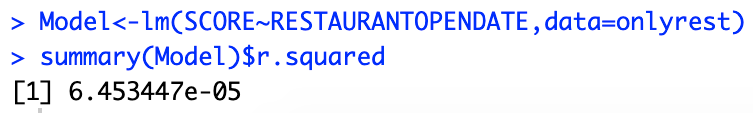 > Model<-lm(SCORE~RESTAURANTOPENDATE,data=onlyrest)
> summary(Model)$r.squared
[1] 6.453447e-05